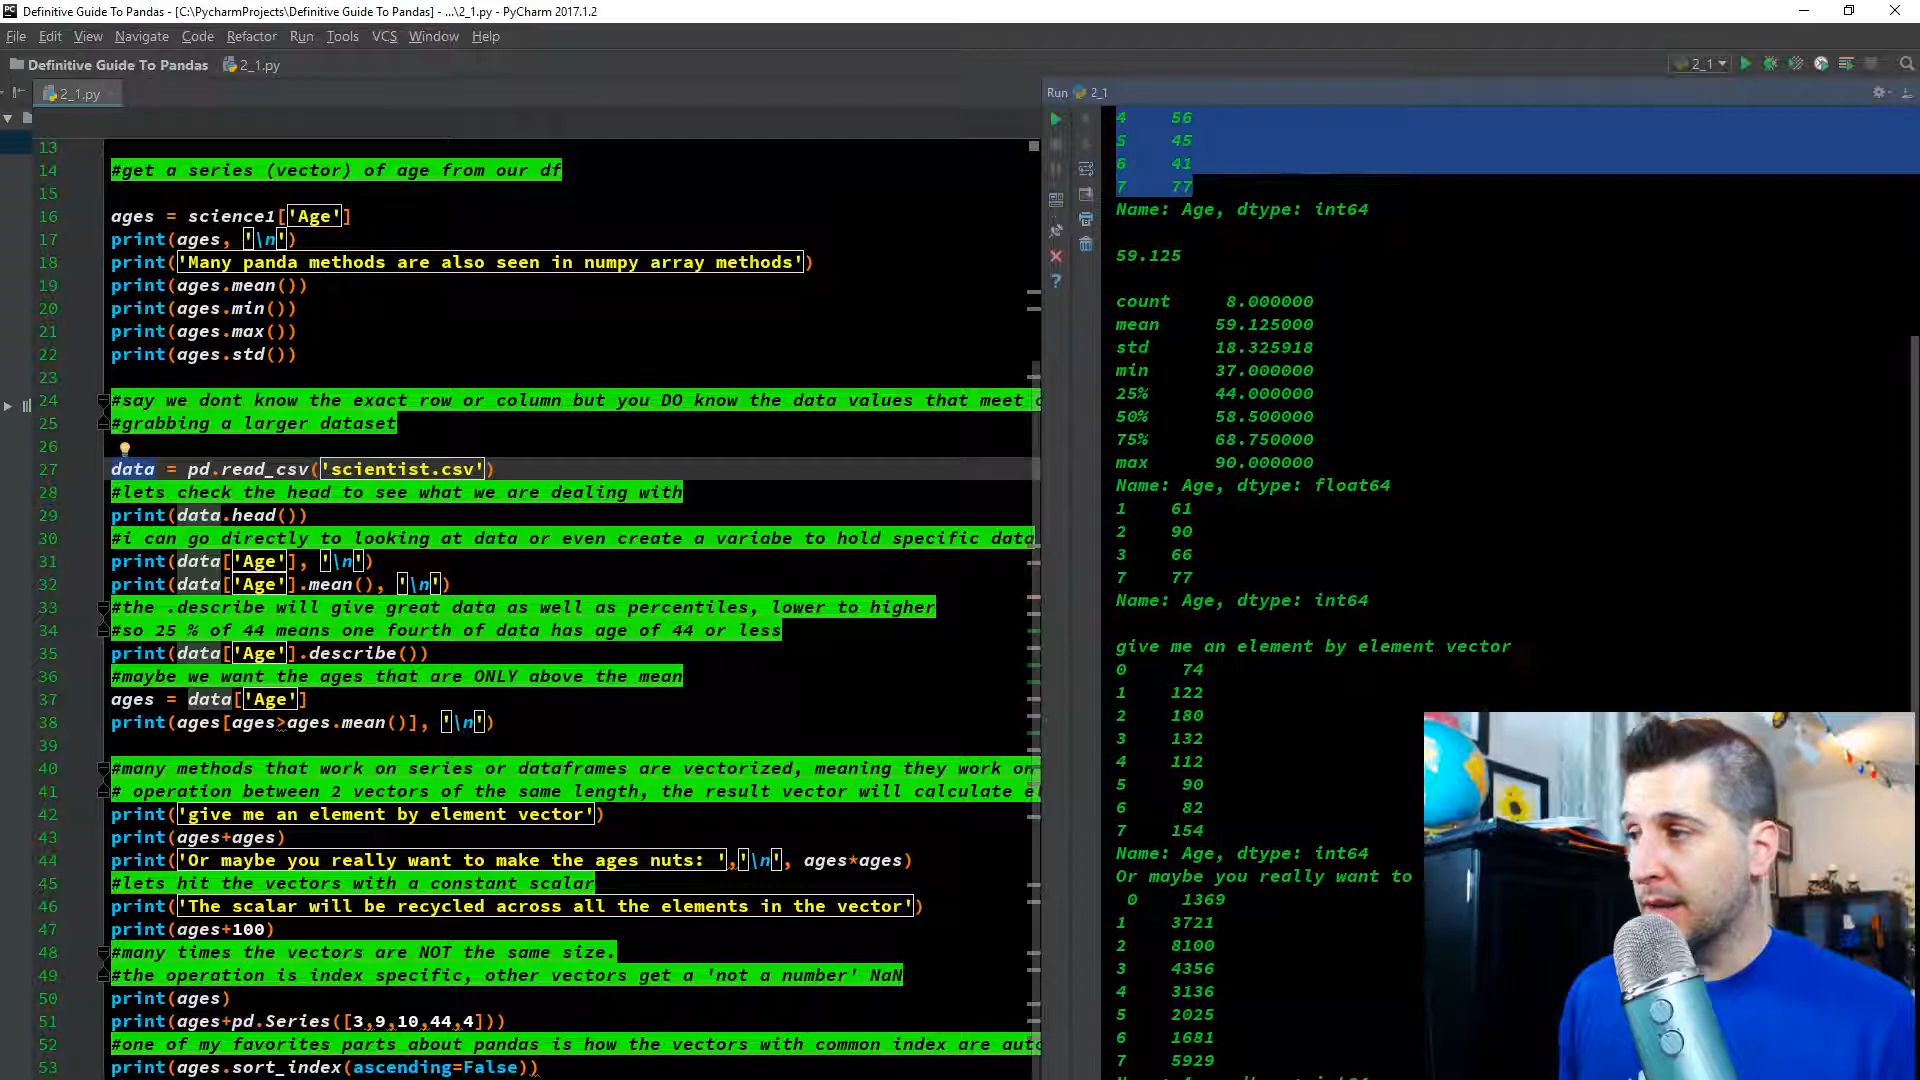 Definitive Guide To Pandas - [C:\PycharmProjects\Definitive Guide To Pandas] - ...\2_1.py - PyCharm 2017.1.2
File Edit View Navigate Code Refactor Run Tools VCS Window Help
Definitive Guide To Pandas 2_1.py
2_1
2_1.py
13
14 #get a series (vector) of age from our df
15
16 ages = science1['Age']
17 print(ages, '\n')
18 print('Many panda methods are also seen in numpy array methods')
19 print(ages.mean())
20 print(ages.min())
21 print(ages.max())
22 print(ages.std())
23
24 #say we dont know the exact row or column but you DO know the data values that meet
25 #grabbing a larger dataset
26
27 data = pd.read_csv('scientist.csv')
28 #lets check the head to see what we are dealing with
29 print(data.head())
30 #i can go directly to looking at data or even create a variabe to hold specific data
31 print(data['Age'], '\n')
32 print(data['Age'].mean(), '\n')
33 #the .describe will give great data as well as percentiles, lower to higher
34 #so 25 % of 44 means one fourth of data has age of 44 or less
35 print(data['Age'].describe())
36 #maybe we want the ages that are ONLY above the mean
37 ages = data['Age']
38 print(ages[ages>ages.mean()], '\n')
39
40 #many methods that work on series or dataframes are vectorized, meaning they work on
41 # operation between 2 vectors of the same length, the result vector will calculate
42 print('give me an element by element vector')
43 print(ages+ages)
44 print('Or maybe you really want to make the ages nuts: ','\n', ages*ages)
45 #lets hit the vectors with a constant scalar
46 print('The scalar will be recycled across all the elements in the vector')
47 print(ages+100)
48 #many times the vectors are NOT the same size.
49 #the operation is index specific, other vectors get a 'not a number' NaN
50 print(ages)
51 print(ages+pd.Series([3,9,10,44,4]))
52 #one of my favorites parts about pandas is how the vectors with common index are
53 print(ages.sort_index(ascending=False))
Run 2_1
4 56
5 45
6 41
7 77
Name: Age, dtype: int64
59.125
count 8.000000
mean 59.125000
std 18.325918
min 37.000000
25% 44.000000
50% 58.500000
75% 68.750000
max 90.000000
Name: Age, dtype: float64
1 61
2 90
3 66
7 77
Name: Age, dtype: int64
give me an element by element vector
0 74
1 122
2 180
3 132
4 112
5 90
6 82
7 154
Name: Age, dtype: int64
Or maybe you really want to
0 1369
1 3721
2 8100
3 4356
4 3136
5 2025
6 1681
7 5929